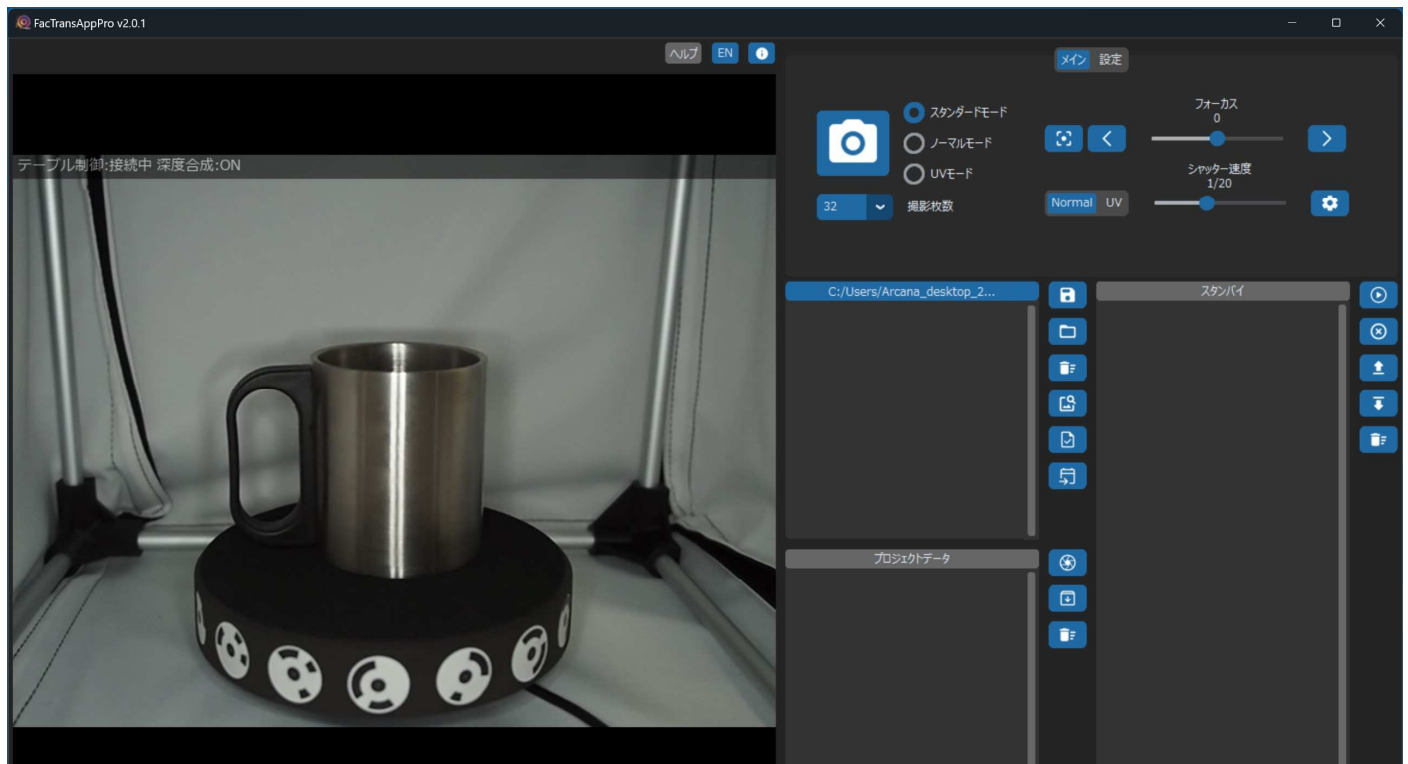 FacTransAppPro v2.0.1
ヘルプ EN
メイン 設定
テーブル制御:接続中 深度合成:ON
スタンダードモード
ノーマルモード
UVモード
32 撮影枚数
フォーカス
0
シャッター速度
1/20
Normal UV
C:/Users/Arcana_desktop_2...
スタンバイ
プロジェクトデータ